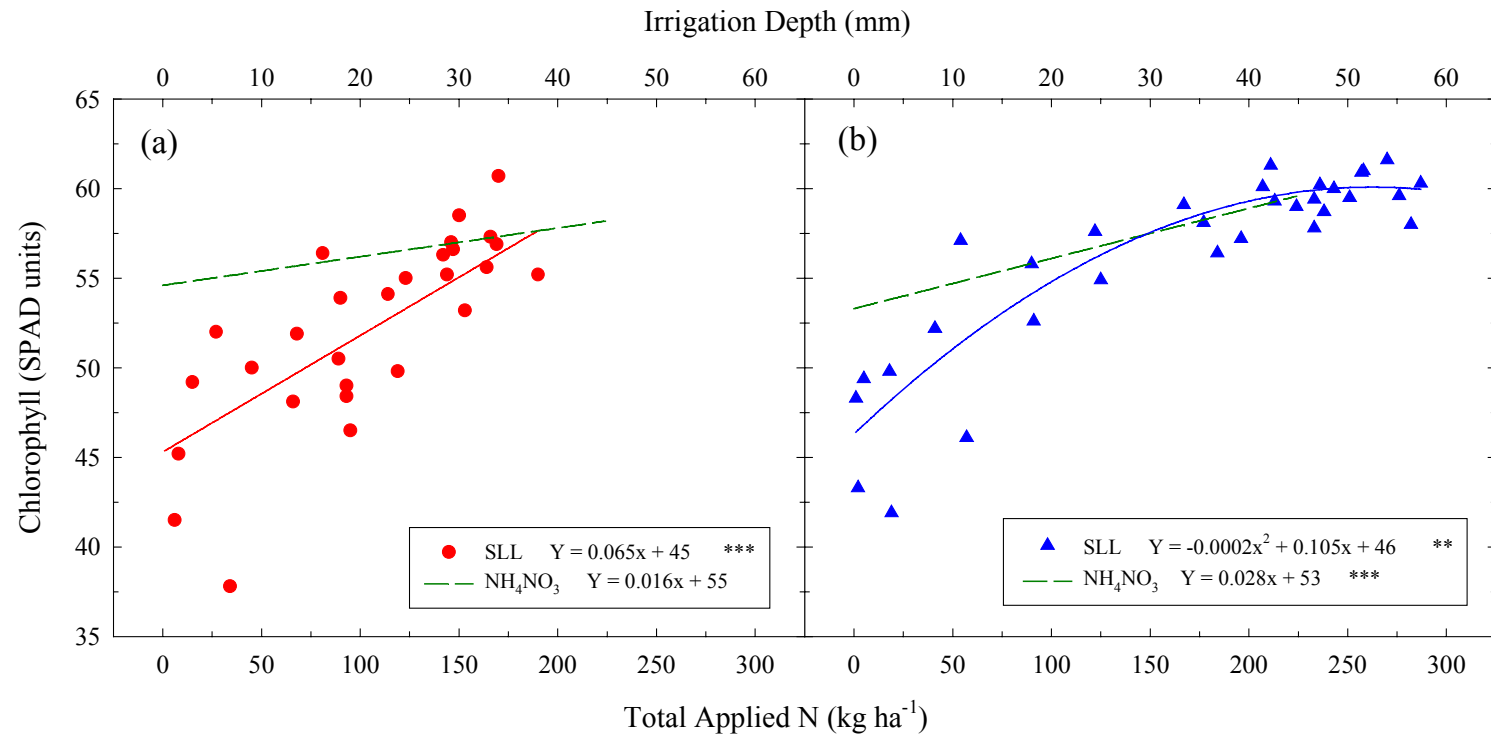 Irrigation Depth (mm)
0 10 20 30 40 50 60 0 10 20 30 40 50 60
65
60
55
50
45
40
35
Chlorophyll (SPAD units)
(a)
SLL Y = 0.065x + 45 ***
NH₄NO₃ Y = 0.016x + 55
(b)
SLL Y = -0.0002x² + 0.105x + 46 **
NH₄NO₃ Y = 0.028x + 53 ***
0 50 100 150 200 250 300 0 50 100 150 200 250 300
Total Applied N (kg ha⁻¹)